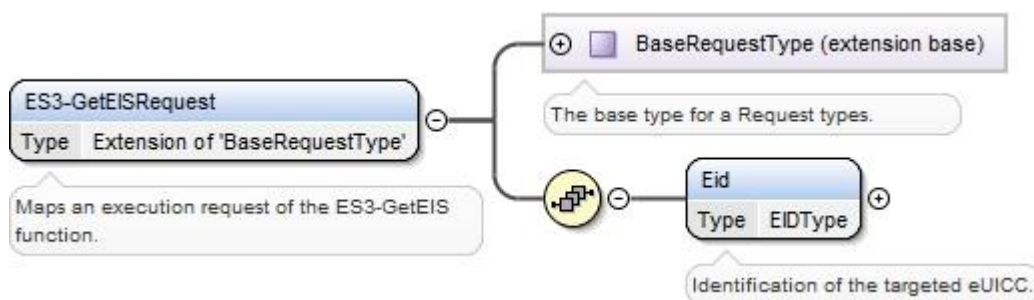 BaseRequestType (extension base)
ES3-GetEISRequest
Type Extension of 'BaseRequestType'
The base type for a Request types.
Maps an execution request of the ES3-GetEIS
function.
Eid
Type EIDType
Identification of the targeted eUICC.